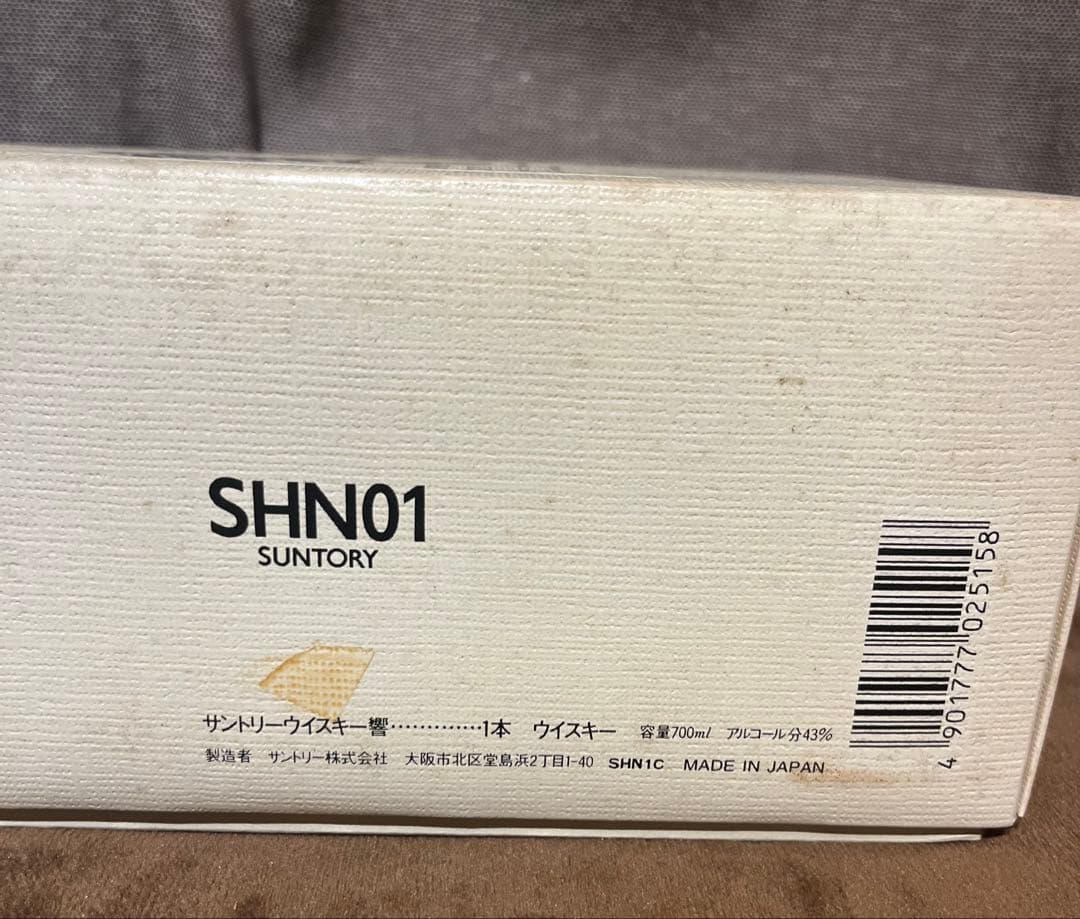 SHN01
SUNTORY
サントリーウイスキー響・・・・・・・・・・・・・1本 ウイスキー 容量700ml アルコール分43%
製造者 サントリー株式会社 大阪市北区堂島浜2丁目1-40 SHN1C MADE IN JAPAN
4 901777 025158